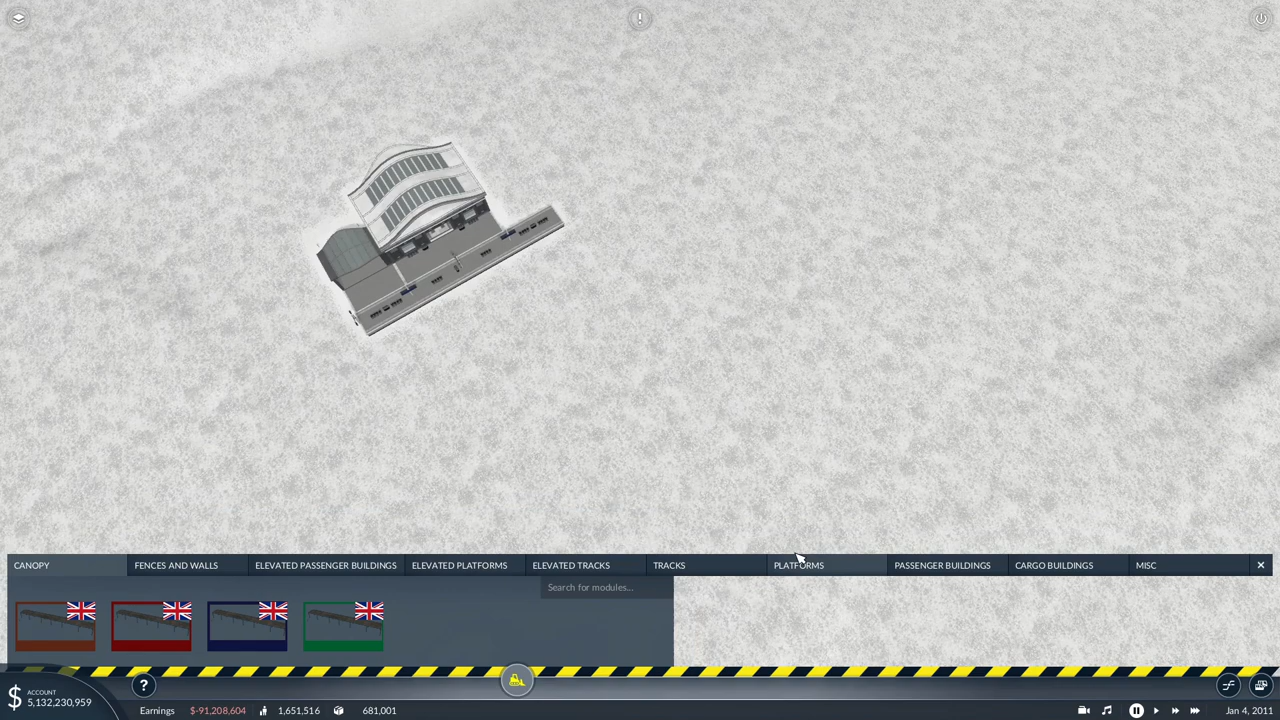 CANOPY FENCES AND WALLS ELEVATED PASSENGER BUILDINGS ELEVATED PLATFORMS ELEVATED TRACKS TRACKS PLATFORMS PASSENGER BUILDINGS CARGO BUILDINGS MISC ✕
Search for modules...
?
$ ACCOUNT
5,132,230,959
Earnings $-91,208,604 1,651,516 681,001 Jan 4, 2011